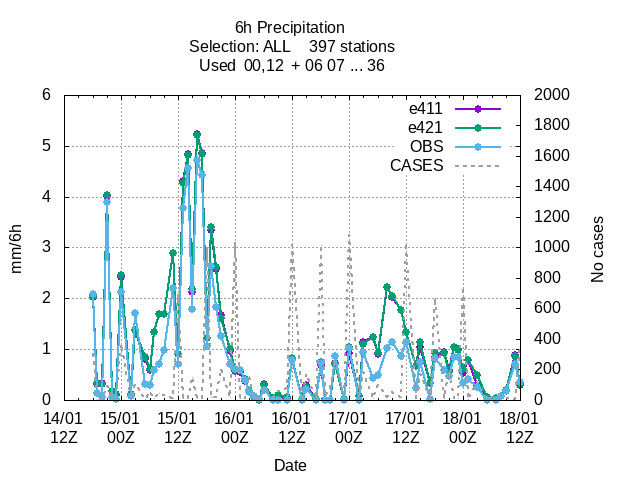 6h Precipitation
Selection: ALL 397 stations
Used 00,12 + 06 07 ... 36
6 2000
1800
5 1600
1400
4
1200
3 1000
800
2
600
1 400
200
0 0
e411
e421
OBS
CASES
mm/6h
No cases
14/01 15/01 15/01 16/01 16/01 17/01 17/01 18/01 18/01
12Z 00Z 12Z 00Z 12Z 00Z 12Z 00Z 12Z
Date